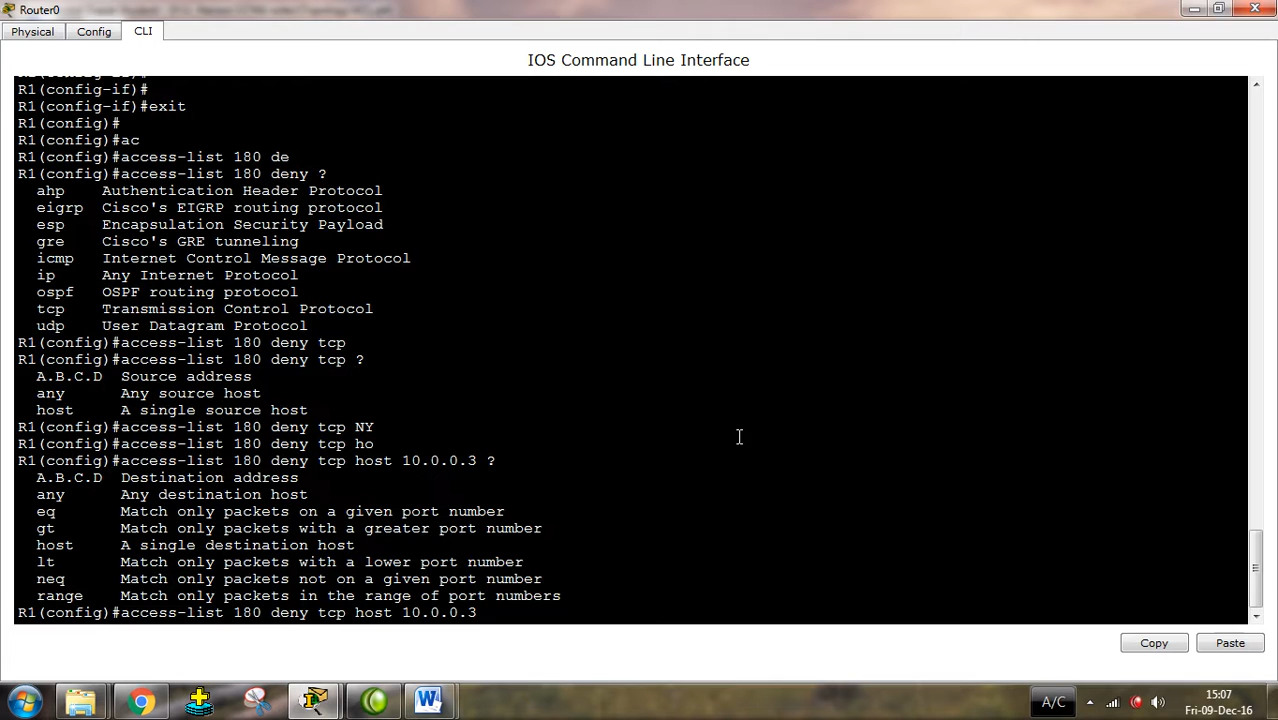 Router0
Physical Config CLI
IOS Command Line Interface
R1(config-if)#
R1(config-if)#exit
R1(config)#
R1(config)#ac
R1(config)#access-list 180 de
R1(config)#access-list 180 deny ?
ahp Authentication Header Protocol
eigrp Cisco's EIGRP routing protocol
esp Encapsulation Security Payload
gre Cisco's GRE tunneling
icmp Internet Control Message Protocol
ip Any Internet Protocol
ospf OSPF routing protocol
tcp Transmission Control Protocol
udp User Datagram Protocol
R1(config)#access-list 180 deny tcp
R1(config)#access-list 180 deny tcp ?
A.B.C.D Source address
any Any source host
host A single source host
R1(config)#access-list 180 deny tcp NY
R1(config)#access-list 180 deny tcp ho
R1(config)#access-list 180 deny tcp host 10.0.0.3 ?
A.B.C.D Destination address
any Any destination host
eq Match only packets on a given port number
gt Match only packets with a greater port number
host A single destination host
lt Match only packets with a lower port number
neq Match only packets not on a given port number
range Match only packets in the range of port numbers
R1(config)#access-list 180 deny tcp host 10.0.0.3
Copy Paste
A/C
15:07
Fri-09-Dec-16